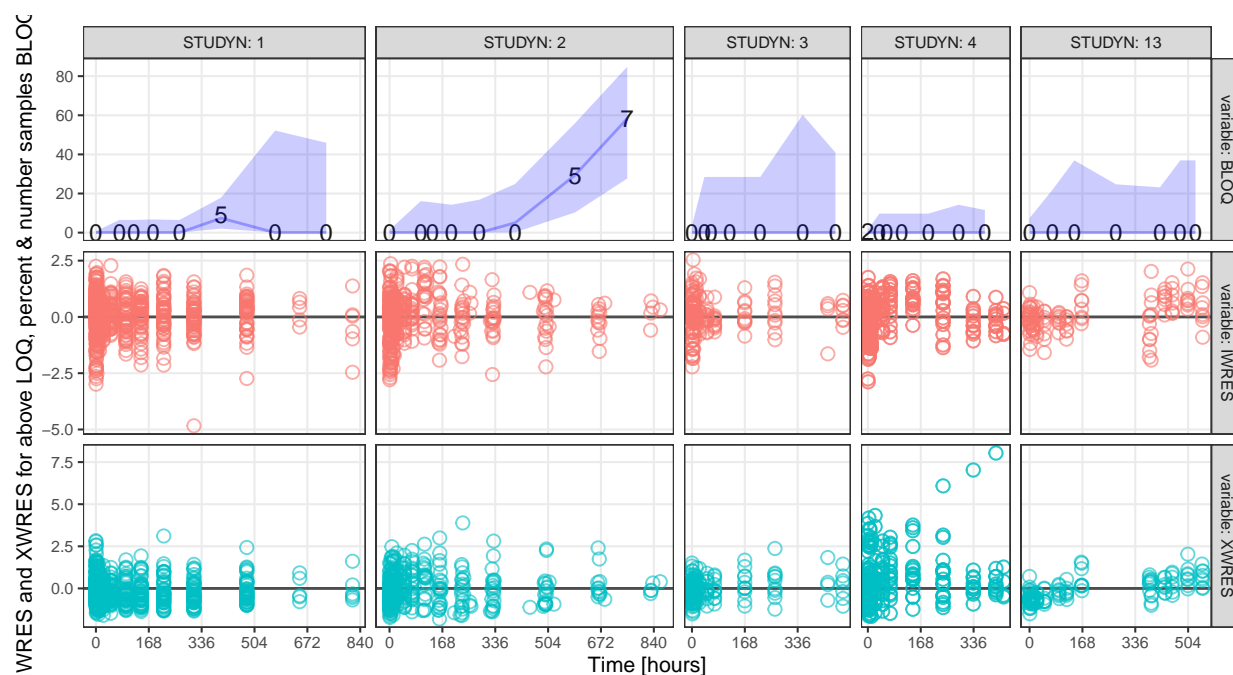 STUDYN: 1 STUDYN: 2 STUDYN: 3 STUDYN: 4 STUDYN: 13
WRES and XWRES for above LOQ, percent & number samples BLOQ
80
60
40
20
0
0 0 0 0 0 5 0 0
0 0 0 0 0 0 5 7
0 0 0 0 0 0 0
2 0 0 0 0 0 0
0 0 0 0 0 0 0
variable: BLOQ
2.5
0.0
−2.5
−5.0
variable: IWRES
7.5
5.0
2.5
0.0
variable: XWRES
0 168 336 504 672 840 0 168 336 504 672 840 0 168 336 0 168 336 0 168 336 504
Time [hours]